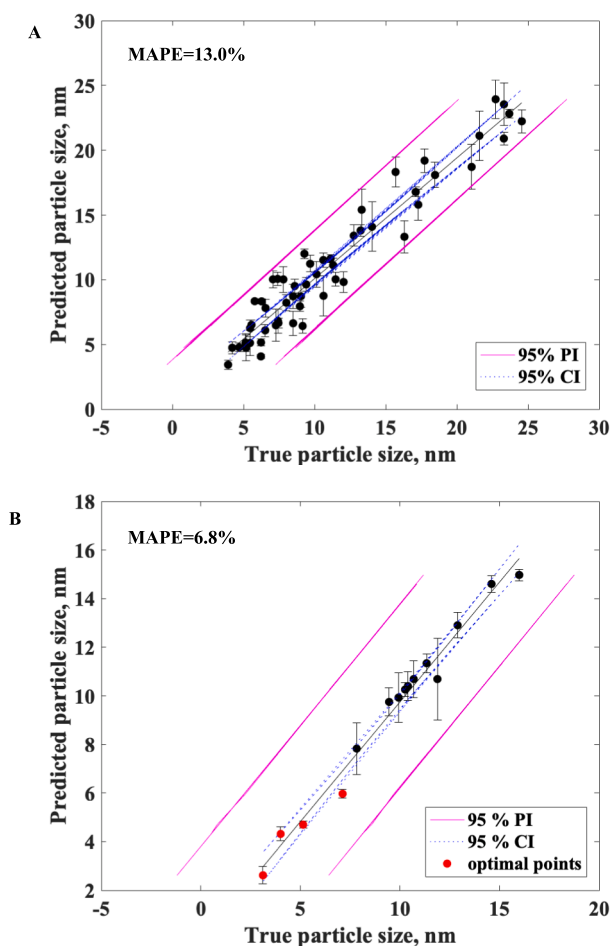 A
MAPE=13.0%
30
25
20
15
10
5
0
Predicted particle size, nm
95% PI
95% CI
-5 0 5 10 15 20 25 30
True particle size, nm
B
MAPE=6.8%
18
16
14
12
10
8
6
4
2
Predicted particle size, nm
95 % PI
95 % CI
optimal points
-5 0 5 10 15 20
True particle size, nm